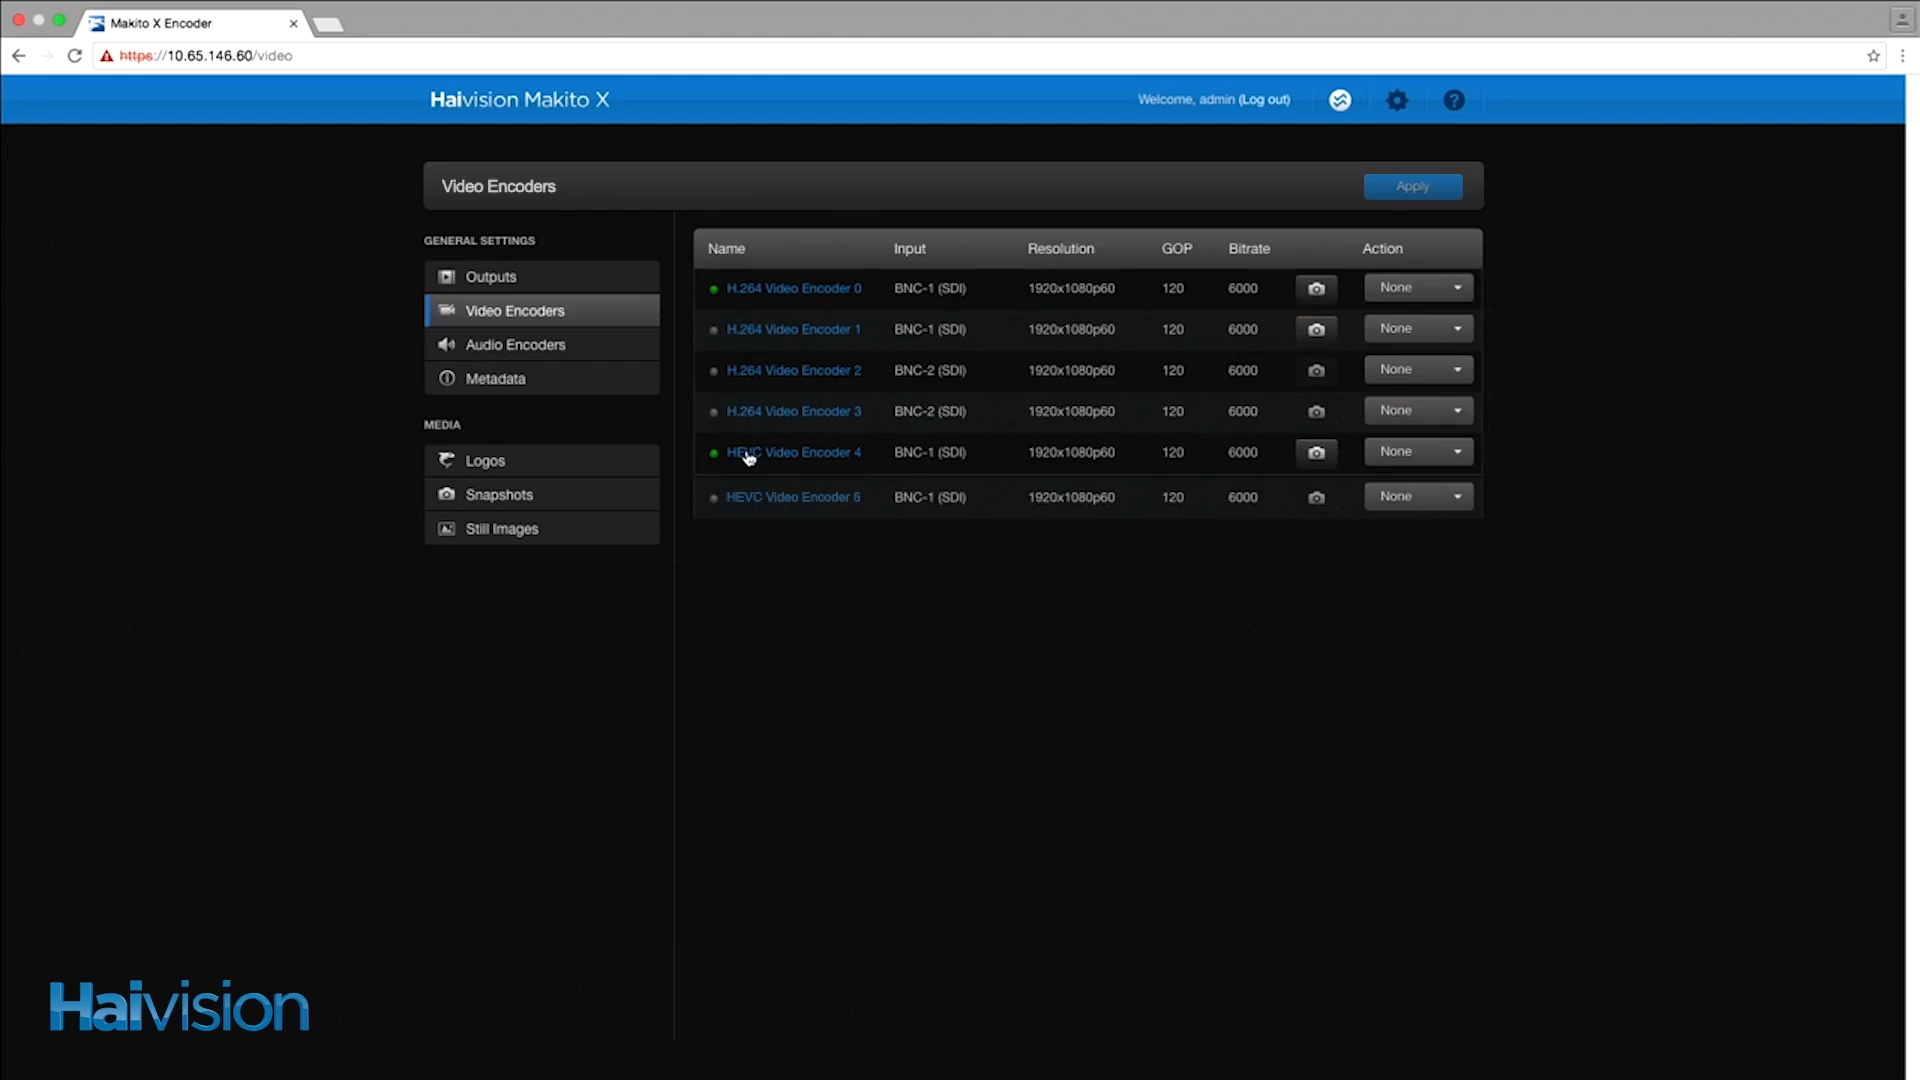 Makito X Encoder
https://10.65.146.60/video
Haivision Makito X
Welcome, admin (Log out)
Video Encoders
Apply
GENERAL SETTINGS
Outputs
Video Encoders
Audio Encoders
Metadata
MEDIA
Logos
Snapshots
Still Images
Name Input Resolution GOP Bitrate Action
H.264 Video Encoder 0 BNC-1 (SDI) 1920x1080p60 120 6000 None
H.264 Video Encoder 1 BNC-1 (SDI) 1920x1080p60 120 6000 None
H.264 Video Encoder 2 BNC-2 (SDI) 1920x1080p60 120 6000 None
H.264 Video Encoder 3 BNC-2 (SDI) 1920x1080p60 120 6000 None
HEVC Video Encoder 4 BNC-1 (SDI) 1920x1080p60 120 6000 None
HEVC Video Encoder 5 BNC-1 (SDI) 1920x1080p60 120 6000 None
Haivision